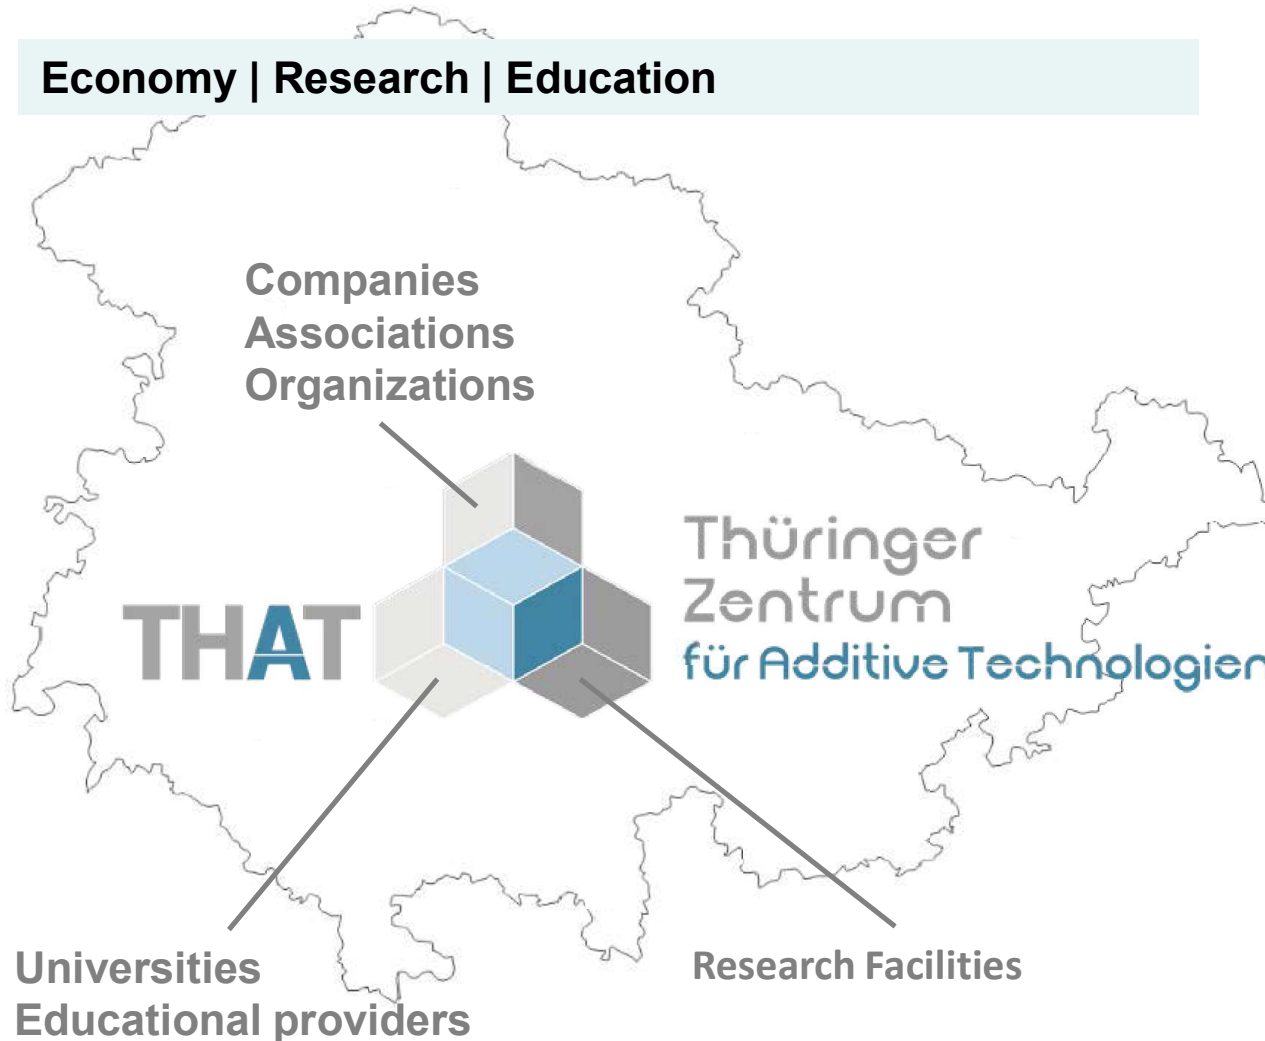 Economy | Research | Education
Companies
Associations
Organizations
THAT
Thüringer
Zentrum
für Additive Technologien
Universities
Educational providers
Research Facilities